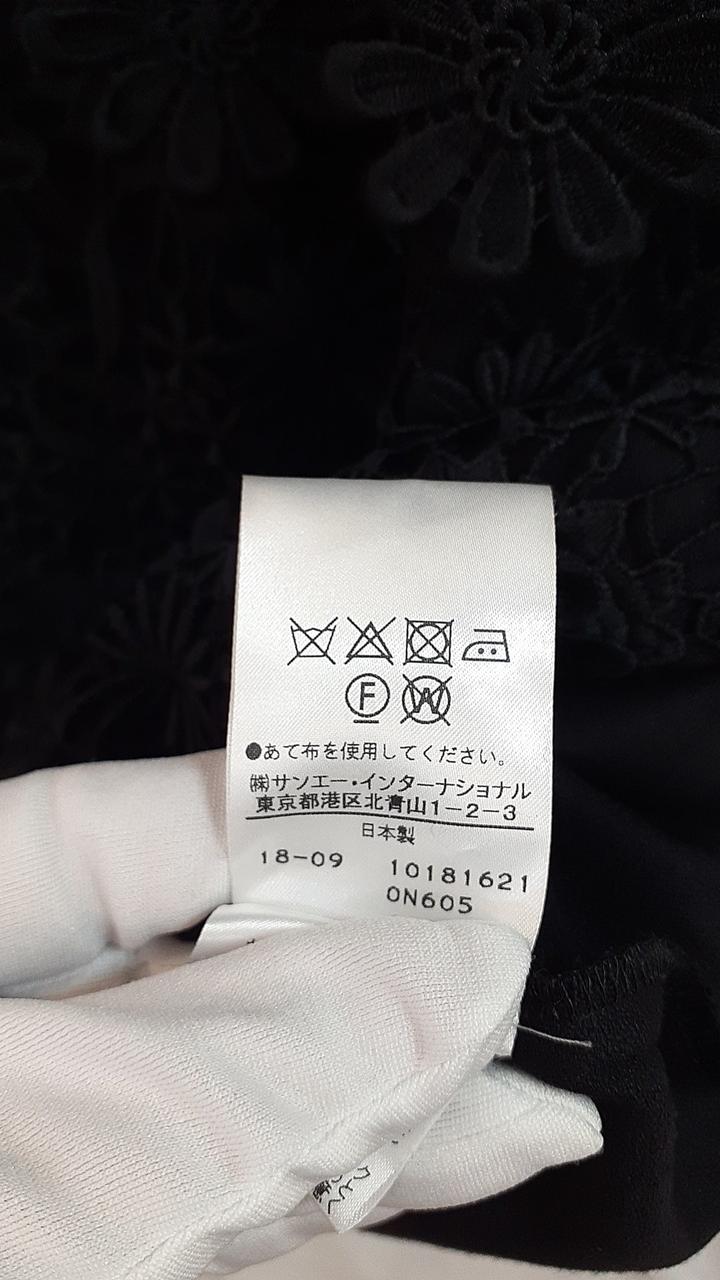 F W
●あて布を使用してください。
㈱サンエー・インターナショナル
東京都港区北青山1-2-3
日本製
18-09 10181621
0N605